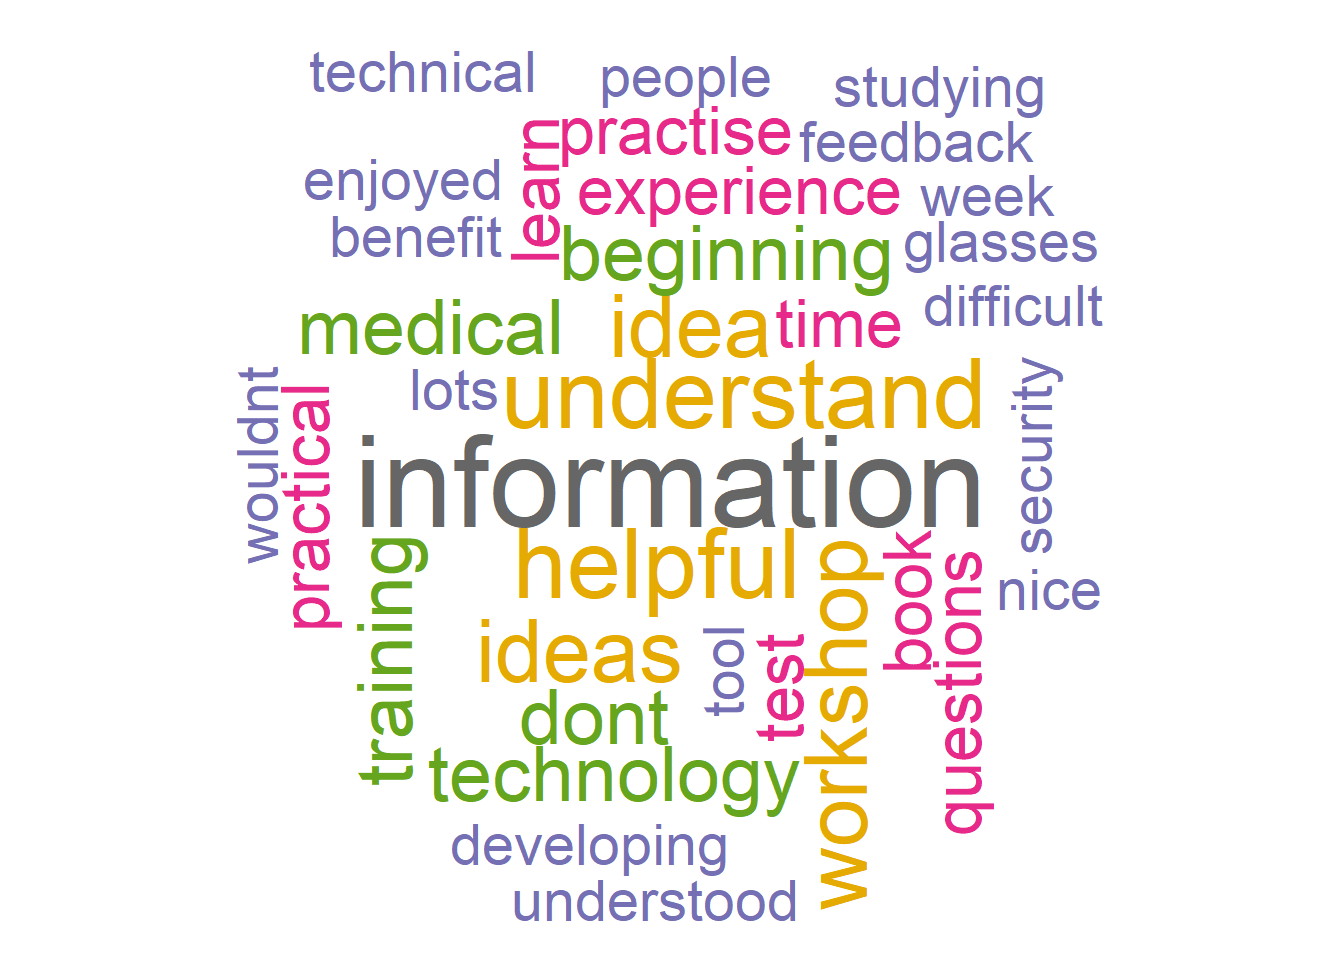 technical
people
studying
practise
feedback
learn
enjoyed
experience
week
benefit
beginning
glasses
medical
idea
time
difficult
lots
understand
wouldnt
practical
security
information
helpful
training
workshop
book
questions
nice
ideas
tool
test
dont
technology
developing
understood